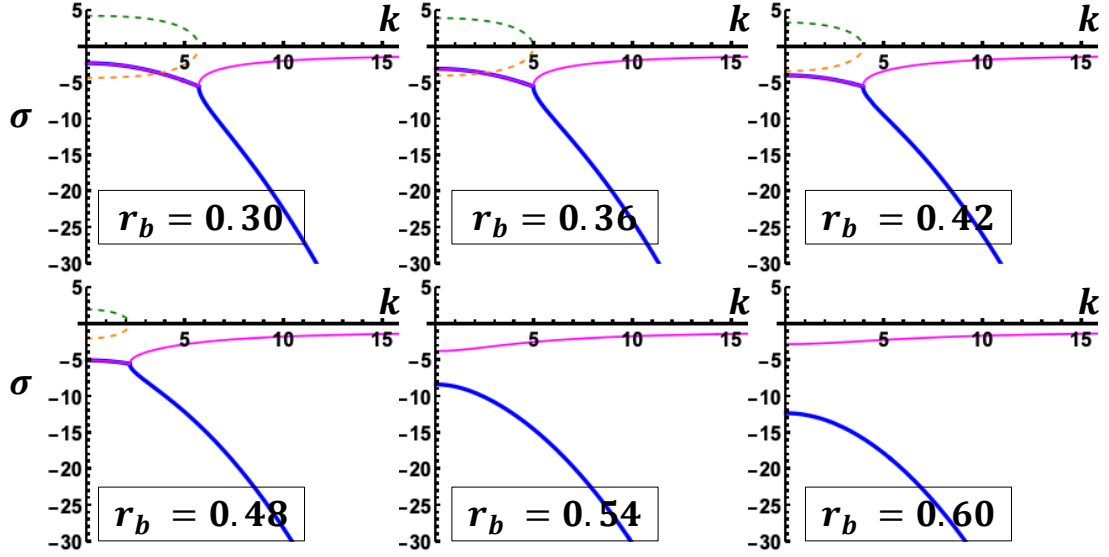 5 k 5 k 5 k
5 10 15 5 10 15 5 10 15
σ
−5 −5 −5
−10 −10 −10
−15 −15 −15
−20 −20 −20
−25 −25 −25
−30 −30 −30
r_b = 0.30 r_b = 0.36 r_b = 0.42
5 k 5 k 5 k
5 10 15 5 10 15 5 10 15
σ
−5 −5 −5
−10 −10 −10
−15 −15 −15
−20 −20 −20
−25 −25 −25
−30 −30 −30
r_b = 0.48 r_b = 0.54 r_b = 0.60